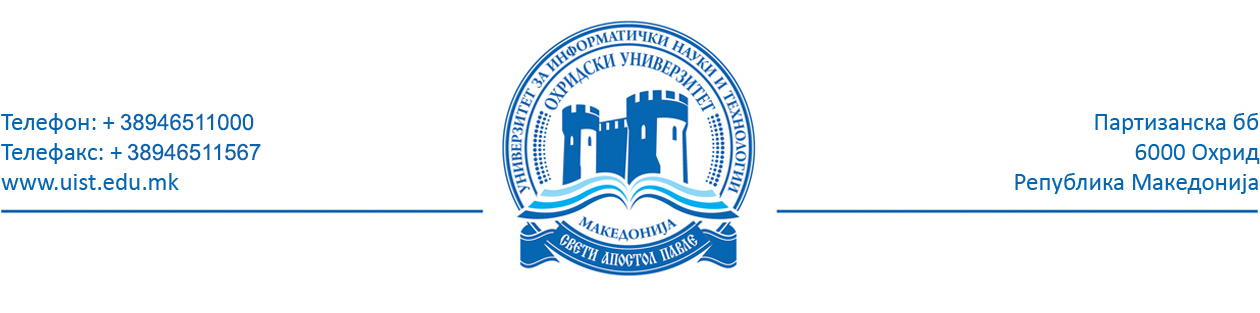 Телефон: + 38946511000
Телефакс: + 38946511567
www.uist.edu.mk
УНИВЕРЗИТЕТ ЗА ИНФОРМАТИЧКИ НАУКИ И ТЕХНОЛОГИИ
ОХРИДСКИ УНИВЕРЗИТЕТ
МАКЕДОНИЈА
СВЕТИ АПОСТОЛ ПАВЛЕ
Партизанска бб
6000 Охрид
Република Македонија